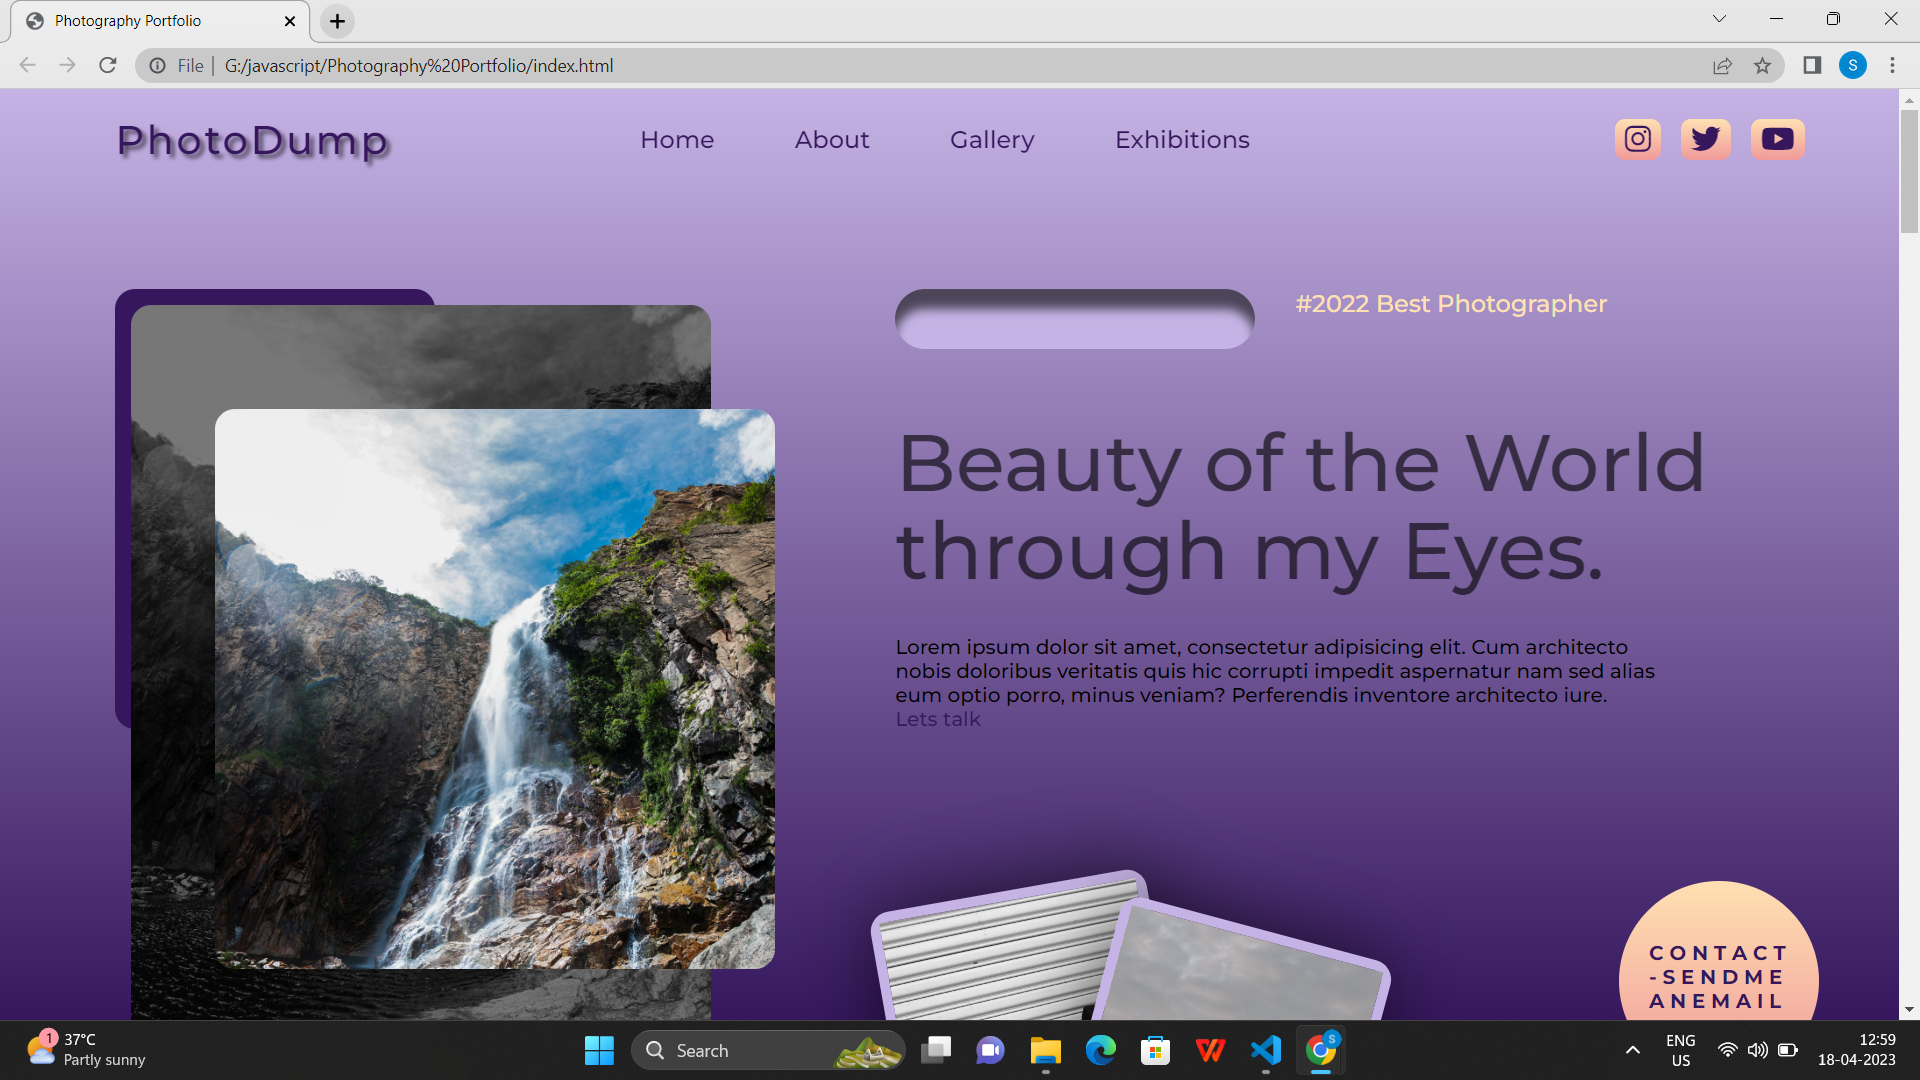 Photography Portfolio
File
G:/javascript/Photography%20Portfolio/index.html
S
PhotoDump
Home
About
Gallery
Exhibitions
#2022 Best Photographer
Beauty of the World
through my Eyes.
Lorem ipsum dolor sit amet, consectetur adipisicing elit. Cum architecto
nobis doloribus veritatis quis hic corrupti impedit aspernatur nam sed alias
eum optio porro, minus veniam? Perferendis inventore architecto iure.
Lets talk
CONTACT
-SENDME
ANEMAIL
1
37°C
Partly sunny
Search
S
ENG
US
12:59
18-04-2023